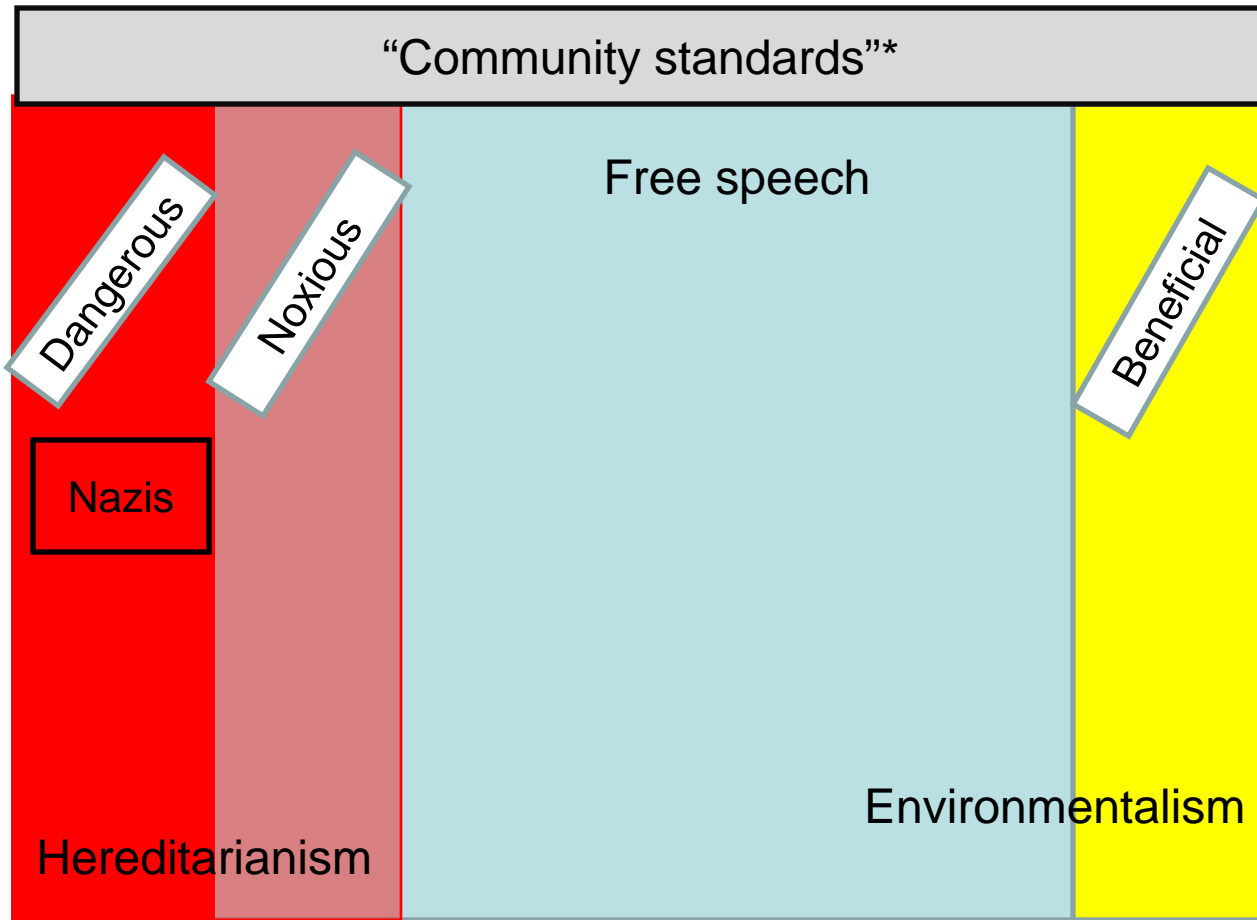 “Community standards”*
Free speech
Dangerous
Noxious
Beneficial
Nazis
Environmentalism
Hereditarianism